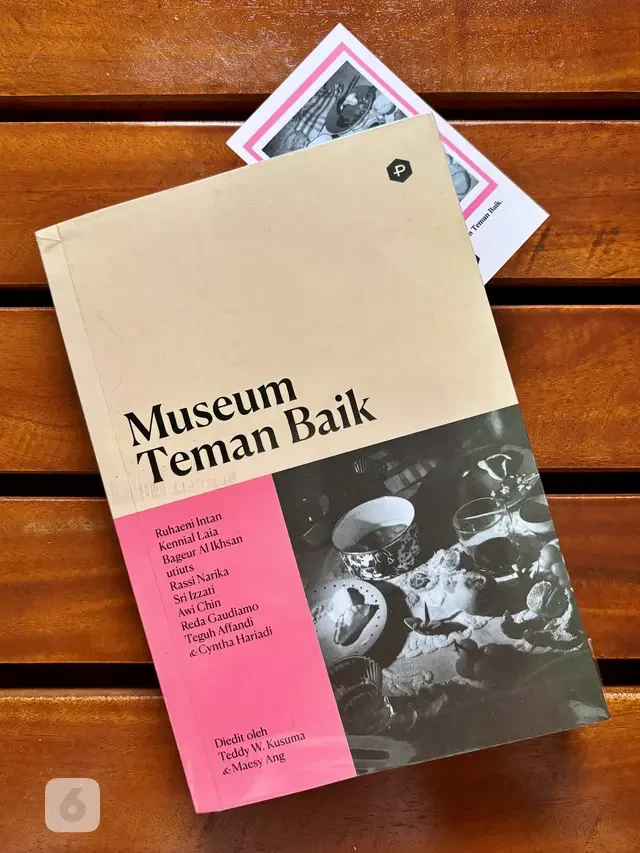 n Teman Baik.
P
Museum
Teman Baik
Ruhaeni Intan
Kennial Laia
Bageur Al Ikhsan
utiuts
Rassi Narika
Sri Izzati
Awi Chin
Reda Gaudiamo
Teguh Affandi
& Cyntha Hariadi
Diedit oleh
Teddy W. Kusuma
& Maesy Ang
6